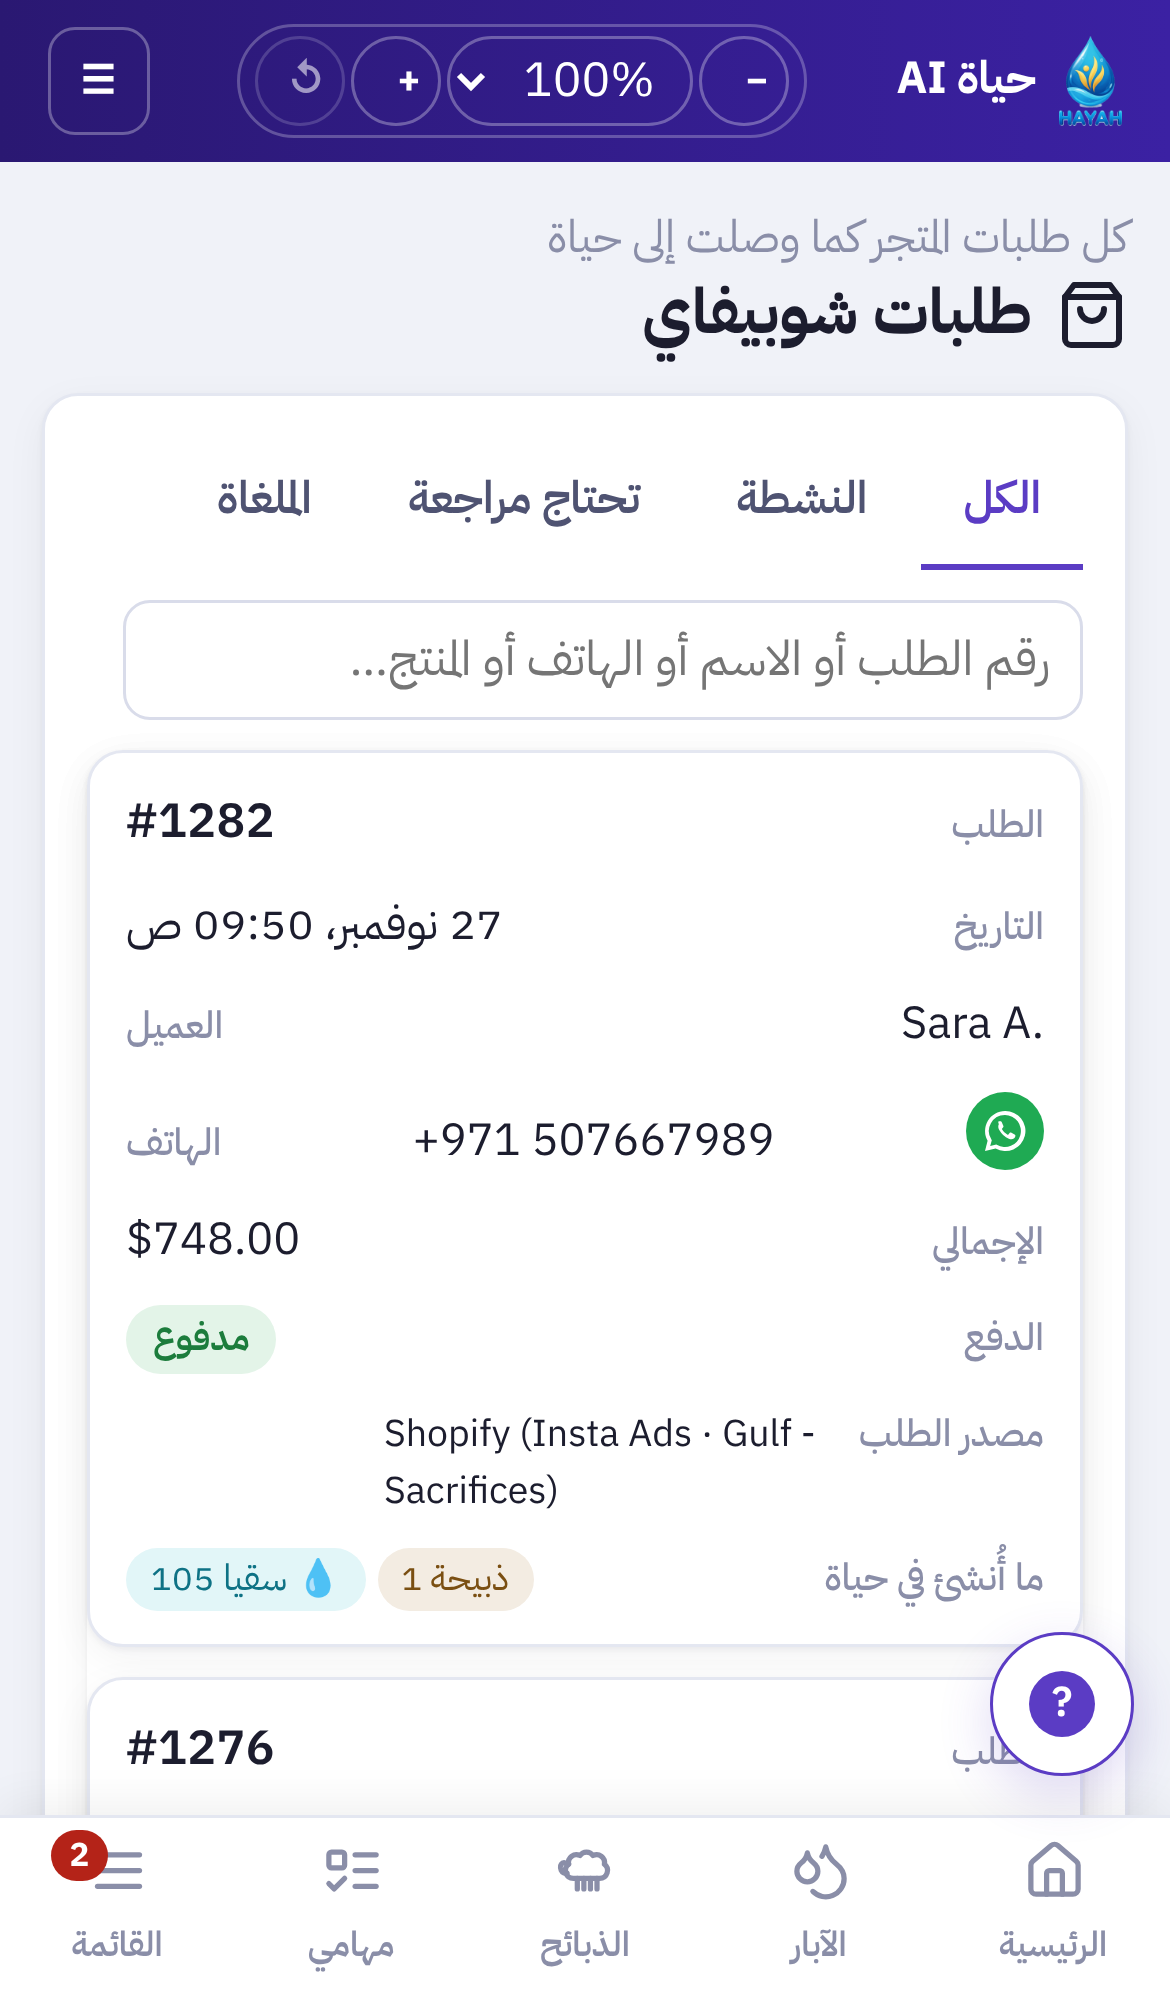 حياة AI
HAYAH
−
100%
+
كل طلبات المتجر كما وصلت إلى حياة
طلبات شوبيفاي
الكل
النشطة
تحتاج مراجعة
الملغاة
رقم الطلب أو الاسم أو الهاتف أو المنتج...
الطلب #1282
التاريخ 27 نوفمبر، 09:50 ص
Sara A. العميل
+971 507667989 الهاتف
الإجمالي $748.00
الدفع مدفوع
مصدر الطلب Shopify (Insta Ads · Gulf -
Sacrifices)
ما أُنشئ في حياة ذبيحة 1 سقيا 105
?
#1276
2
الرئيسية
الآبار
الذبائح
مهامي
القائمة